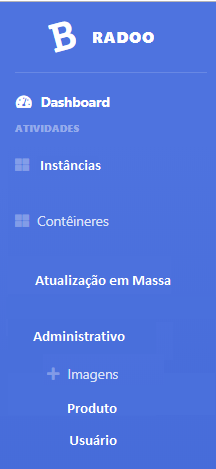 B RADOO
Dashboard
ATIVIDADES
Instâncias
Contêineres
Atualização em Massa
Administrativo
Imagens
Produto
Usuário